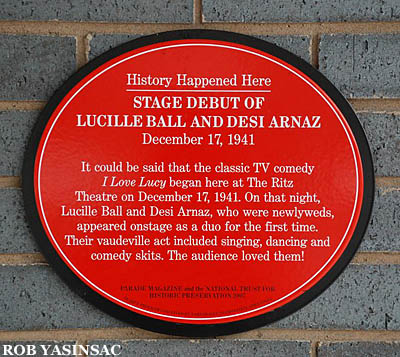 History Happened Here
STAGE DEBUT OF
LUCILLE BALL AND DESI ARNAZ
December 17, 1941
It could be said that the classic TV comedy
I Love Lucy began here at The Ritz
Theatre on December 17, 1941. On that night,
Lucille Ball and Desi Arnaz, who were newlyweds,
appeared onstage as a duo for the first time.
Their vaudeville act included singing, dancing and
comedy skits. The audience loved them!
PARADE MAGAZINE and the NATIONAL TRUST FOR
HISTORIC PRESERVATION 2007
ROB YASINSAC